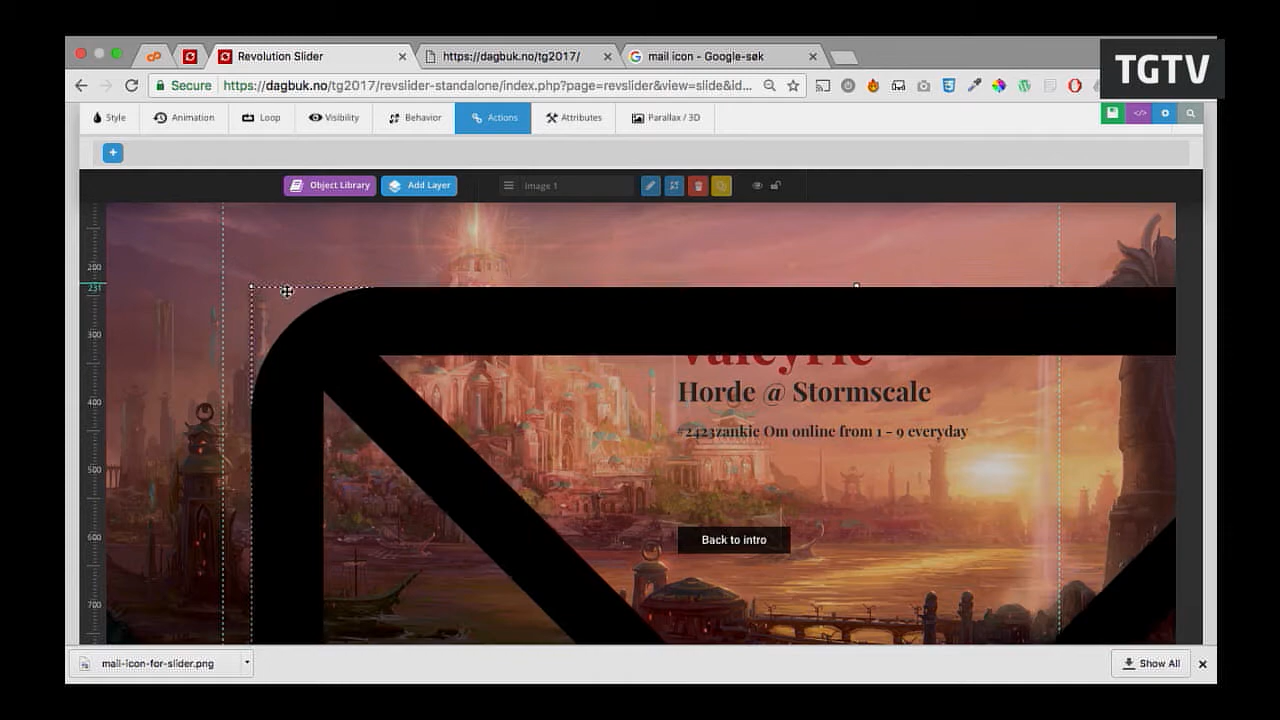 Revolution Slider
https://dagbuk.no/tg2017/
mail icon - Google-søk
TGTV
Secure
https://dagbuk.no/tg2017/revslider-standalone/index.php?page=revslider&view=slide&id...
Style
Animation
Loop
Visibility
Behavior
Actions
Attributes
Parallax / 3D
Object Library
Add Layer
Image 1
200
231
300
400
500
600
700
Valeyrie
Horde @ Stormscale
#2423zankie Om online from 1 - 9 everyday
Back to intro
mail-icon-for-slider.png
Show All